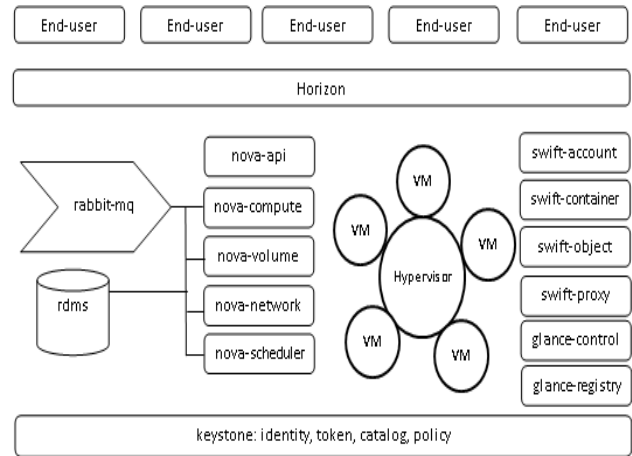 End-user
End-user
End-user
End-user
End-user
Horizon
rabbit-mq
rdms
nova-api
nova-compute
nova-volume
nova-network
nova-scheduler
VM
VM
VM
Hypervisor
VM
VM
swift-account
swift-container
swift-object
swift-proxy
glance-control
glance-registry
keystone: identity, token, catalog, policy